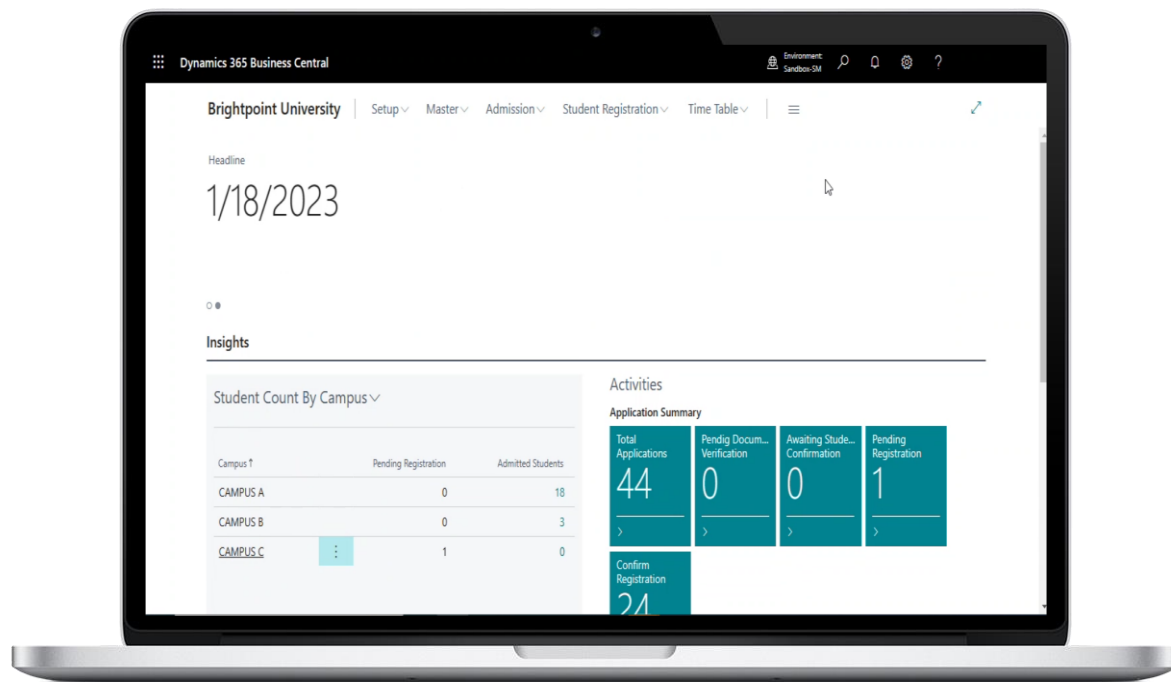 Dynamics 365 Business Central
Environment:
Sandbox-SM
?
Brightpoint University
Setup
Master
Admission
Student Registration
Time Table
Headline
1/18/2023
Insights
Student Count By Campus
Campus↑ Pending Registration Admitted Students
CAMPUS A 0 18
CAMPUS B 0 3
CAMPUS C 1 0
Activities
Application Summary
Total
Applications
44
Pendig Docum...
Verification
0
Awaiting Stude...
Confirmation
0
Pending
Registration
1
Confirm
Registration
24